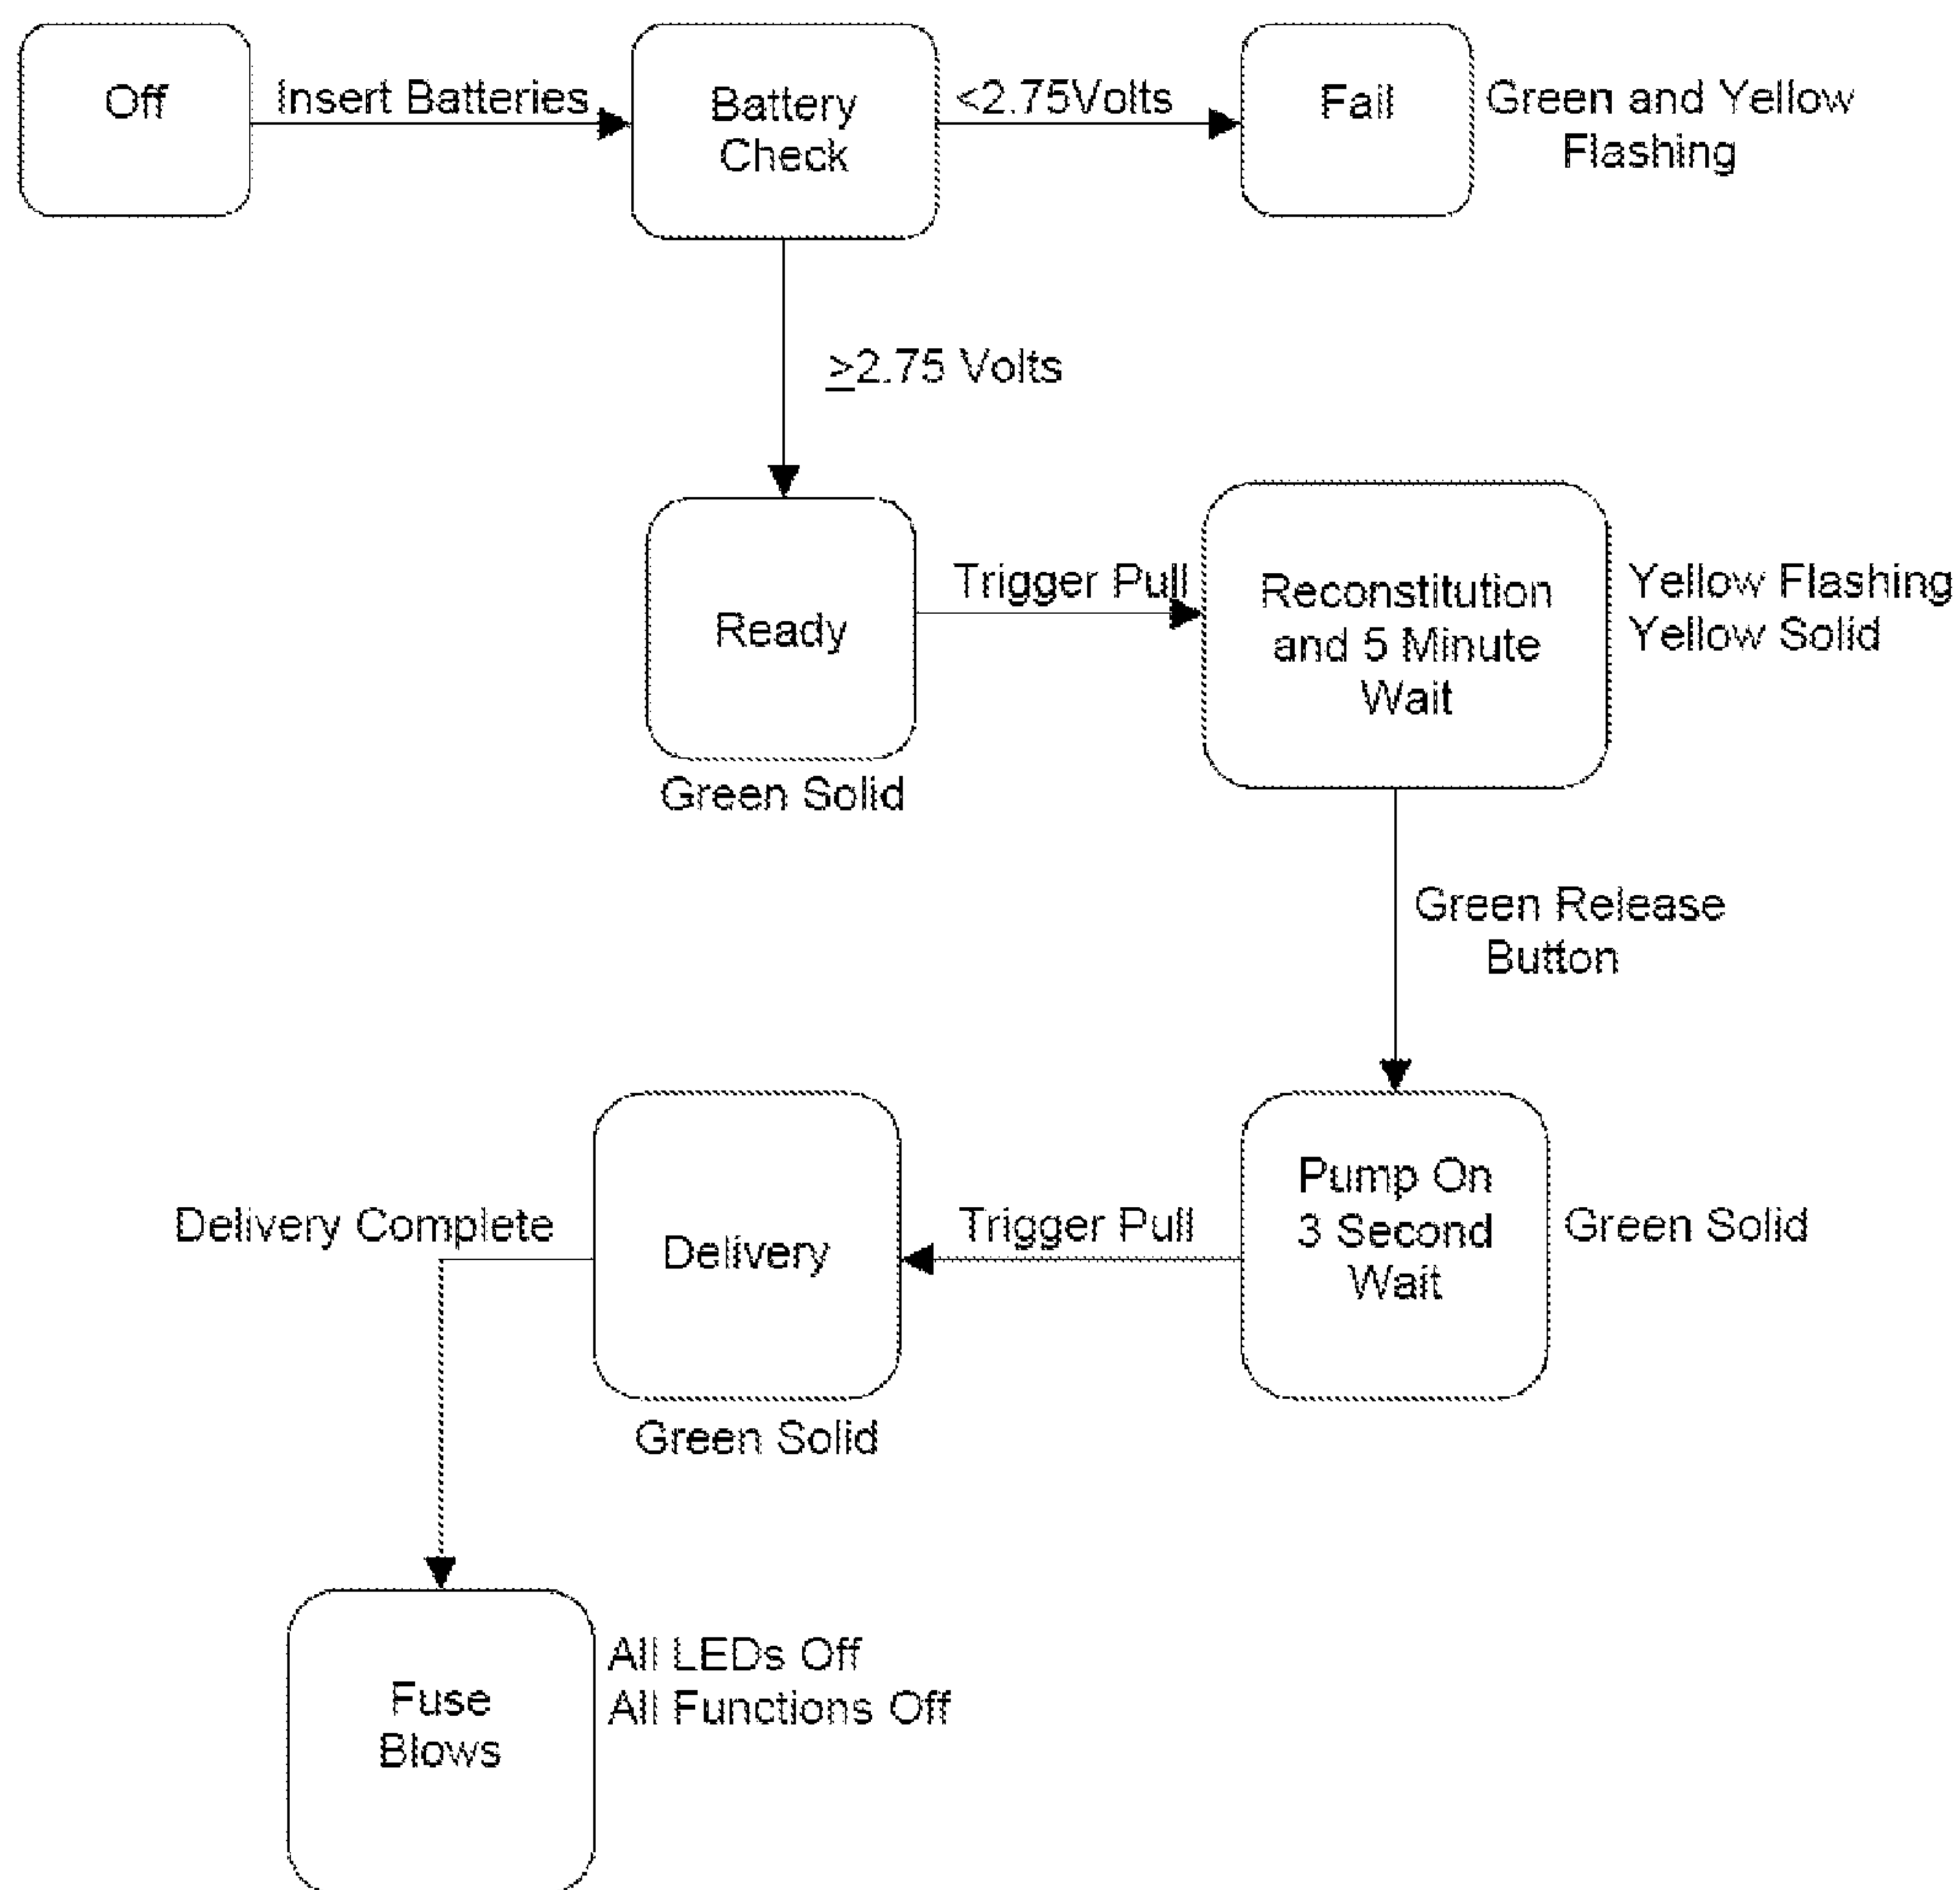 Off
Insert Batteries
Battery
Check
<2.75Volts
Fail
Green and Yellow
Flashing
≥2.75 Volts
Ready
Green Solid
Trigger Pull
Reconstitution
and 5 Minute
Wait
Yellow Flashing
Yellow Solid
Green Release
Button
Pump On
3 Second
Wait
Green Solid
Trigger Pull
Delivery
Green Solid
Delivery Complete
Fuse
Blows
All LEDs Off
All Functions Off